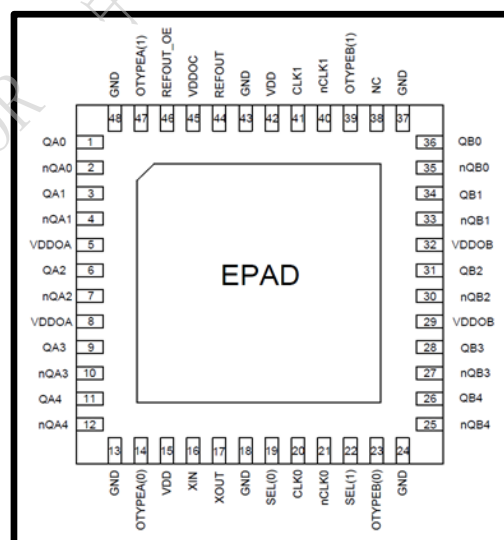 GND
OTYPEA(1)
REFOUT_OE
VDDOC
REFOUT
GND
VDD
CLK1
nCLK1
OTYPEB(1)
NC
GND
48 47 46 45 44 43 42 41 40 39 38 37
QA0 1
nQA0 2
QA1 3
nQA1 4
VDDOA 5
QA2 6
nQA2 7
VDDOA 8
QA3 9
nQA3 10
QA4 11
nQA4 12
EPAD
36 QB0
35 nQB0
34 QB1
33 nQB1
32 VDDOB
31 QB2
30 nQB2
29 VDDOB
28 QB3
27 nQB3
26 QB4
25 nQB4
13 14 15 16 17 18 19 20 21 22 23 24
GND
OTYPEA(0)
VDD
XIN
XOUT
GND
SEL(0)
CLK0
nCLK0
SEL(1)
OTYPEB(0)
GND
OR